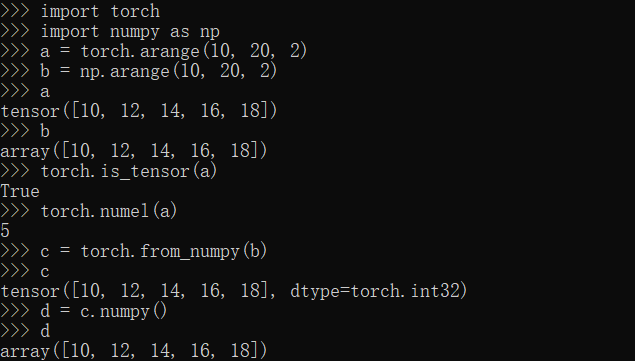 >>> import torch
>>> import numpy as np
>>> a = torch.arange(10, 20, 2)
>>> b = np.arange(10, 20, 2)
>>> a
tensor([10, 12, 14, 16, 18])
>>> b
array([10, 12, 14, 16, 18])
>>> torch.is_tensor(a)
True
>>> torch.numel(a)
5
>>> c = torch.from_numpy(b)
>>> c
tensor([10, 12, 14, 16, 18], dtype=torch.int32)
>>> d = c.numpy()
>>> d
array([10, 12, 14, 16, 18])